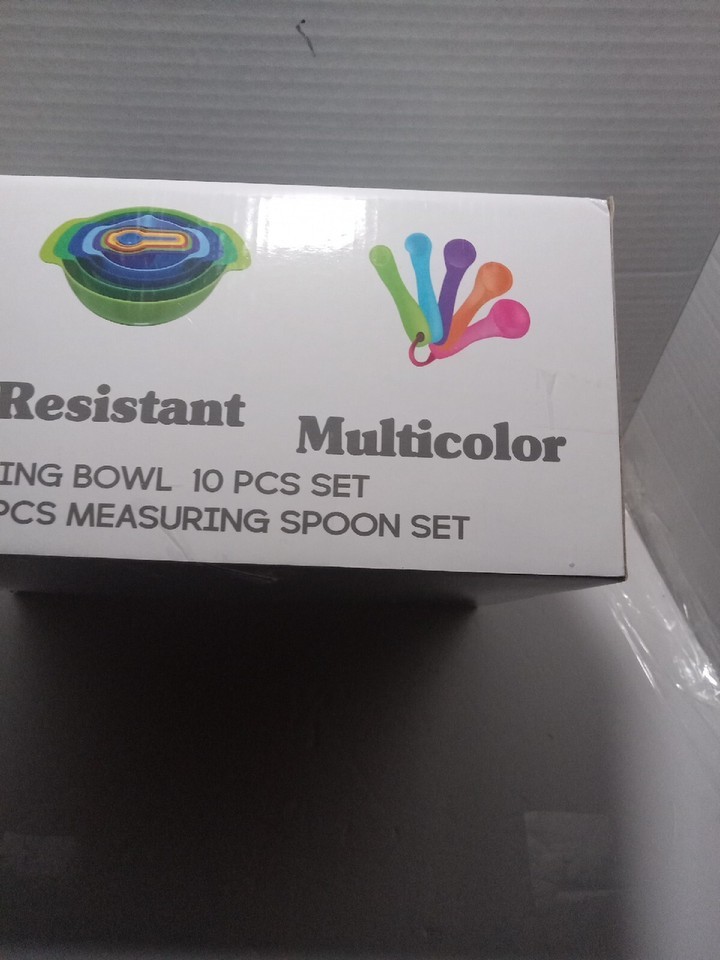 Resistant
Multicolor
ING BOWL 10 PCS SET
PCS MEASURING SPOON SET